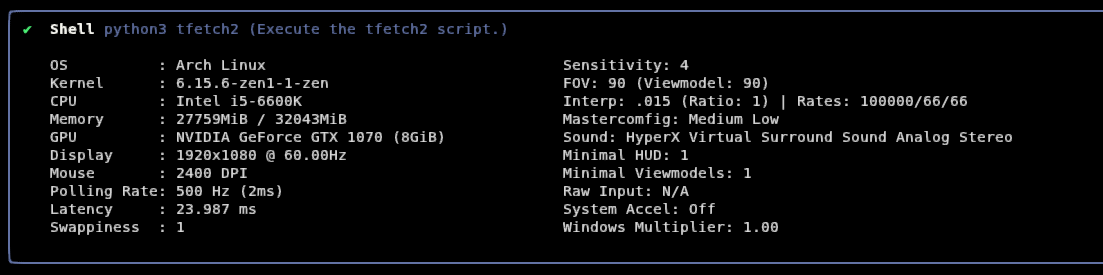 ✔ Shell python3 tfetch2 (Execute the tfetch2 script.)
OS : Arch Linux Sensitivity: 4
Kernel : 6.15.6-zen1-1-zen FOV: 90 (Viewmodel: 90)
CPU : Intel i5-6600K Interp: .015 (Ratio: 1) | Rates: 100000/66/66
Memory : 27759MiB / 32043MiB Mastercomfig: Medium Low
GPU : NVIDIA GeForce GTX 1070 (8GiB) Sound: HyperX Virtual Surround Sound Analog Stereo
Display : 1920x1080 @ 60.00Hz Minimal HUD: 1
Mouse : 2400 DPI Minimal Viewmodels: 1
Polling Rate: 500 Hz (2ms) Raw Input: N/A
Latency : 23.987 ms System Accel: Off
Swappiness : 1 Windows Multiplier: 1.00